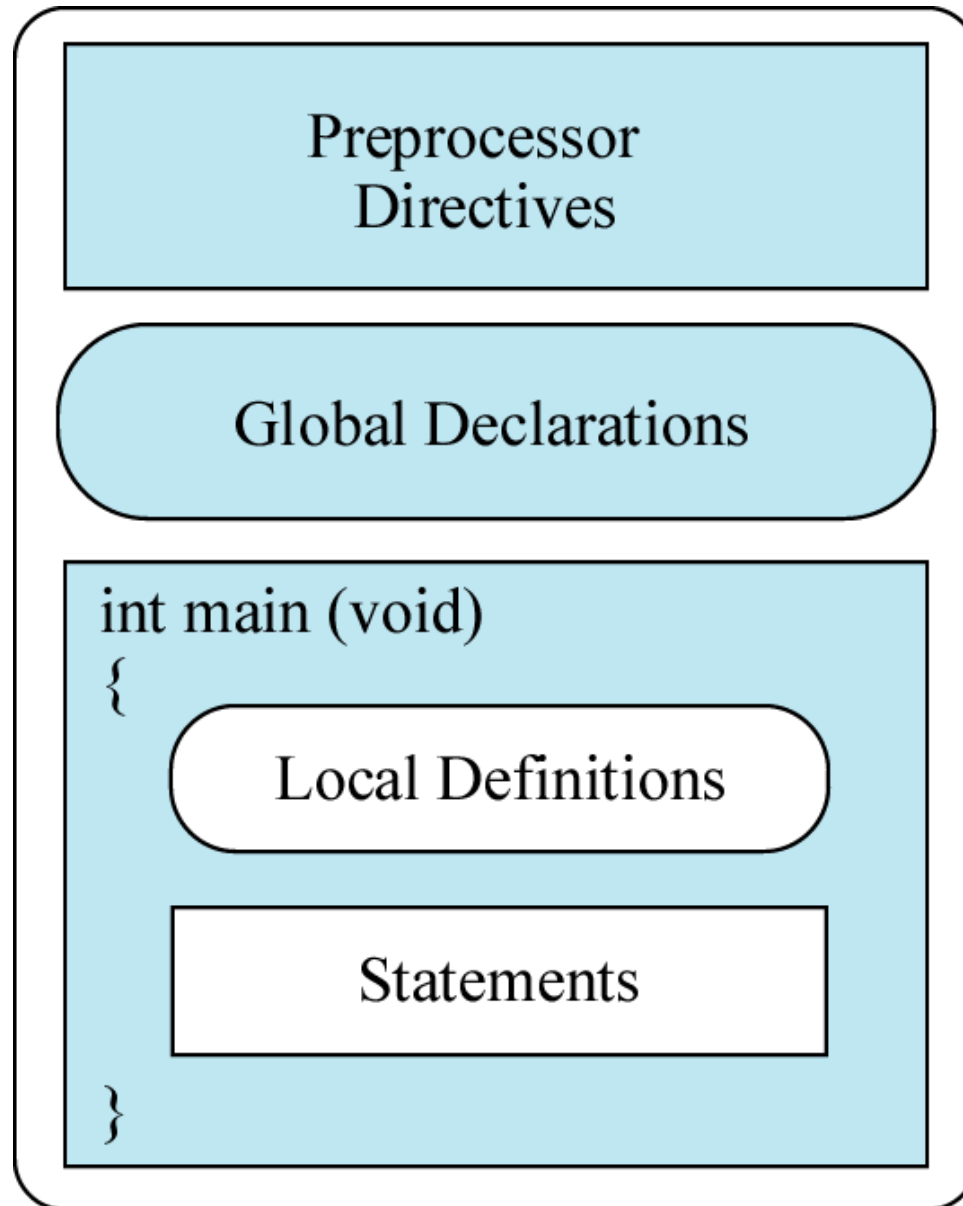 Preprocessor
Directives
Global Declarations
int main (void)
{
Local Definitions
Statements
}